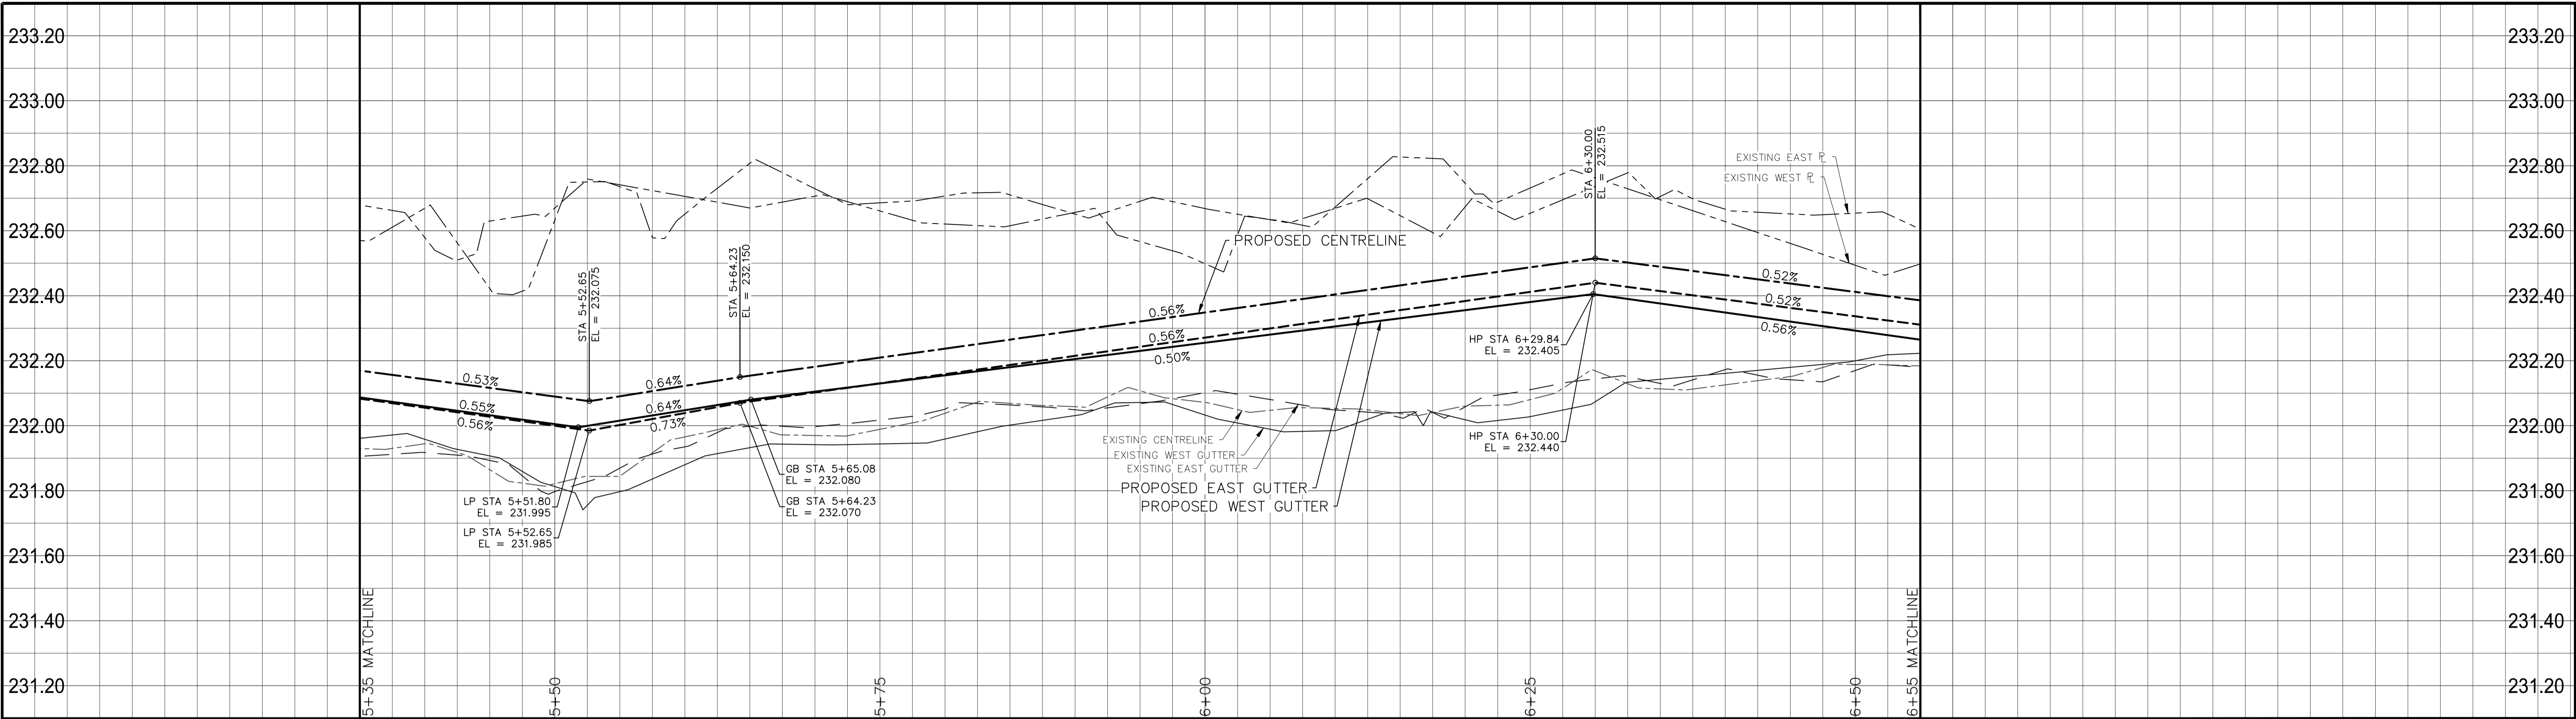 233.20
233.20
233.00
233.00
STA 6+30.00
EL = 232.515
EXISTING EAST PL
232.80
232.80
EXISTING WEST PL
232.60
232.60
PROPOSED CENTRELINE
STA 5+52.65
EL = 232.075
STA 5+64.23
EL = 232.150
0.52%
232.40
232.40
0.56%
0.52%
0.56%
0.56%
0.50%
HP STA 6+29.84
EL = 232.405
232.20
232.20
0.53%
0.64%
0.55%
0.64%
0.56%
0.73%
232.00
232.00
HP STA 6+30.00
EL = 232.440
EXISTING CENTRELINE
EXISTING WEST GUTTER
EXISTING EAST GUTTER
GB STA 5+65.08
EL = 232.080
PROPOSED EAST GUTTER
231.80
231.80
LP STA 5+51.80
EL = 231.995
GB STA 5+64.23
EL = 232.070
PROPOSED WEST GUTTER
LP STA 5+52.65
EL = 231.985
231.60
231.60
231.40
231.40
231.20
231.20
5+35 MATCHLINE
5+50
5+75
6+00
6+25
6+50
6+55 MATCHLINE